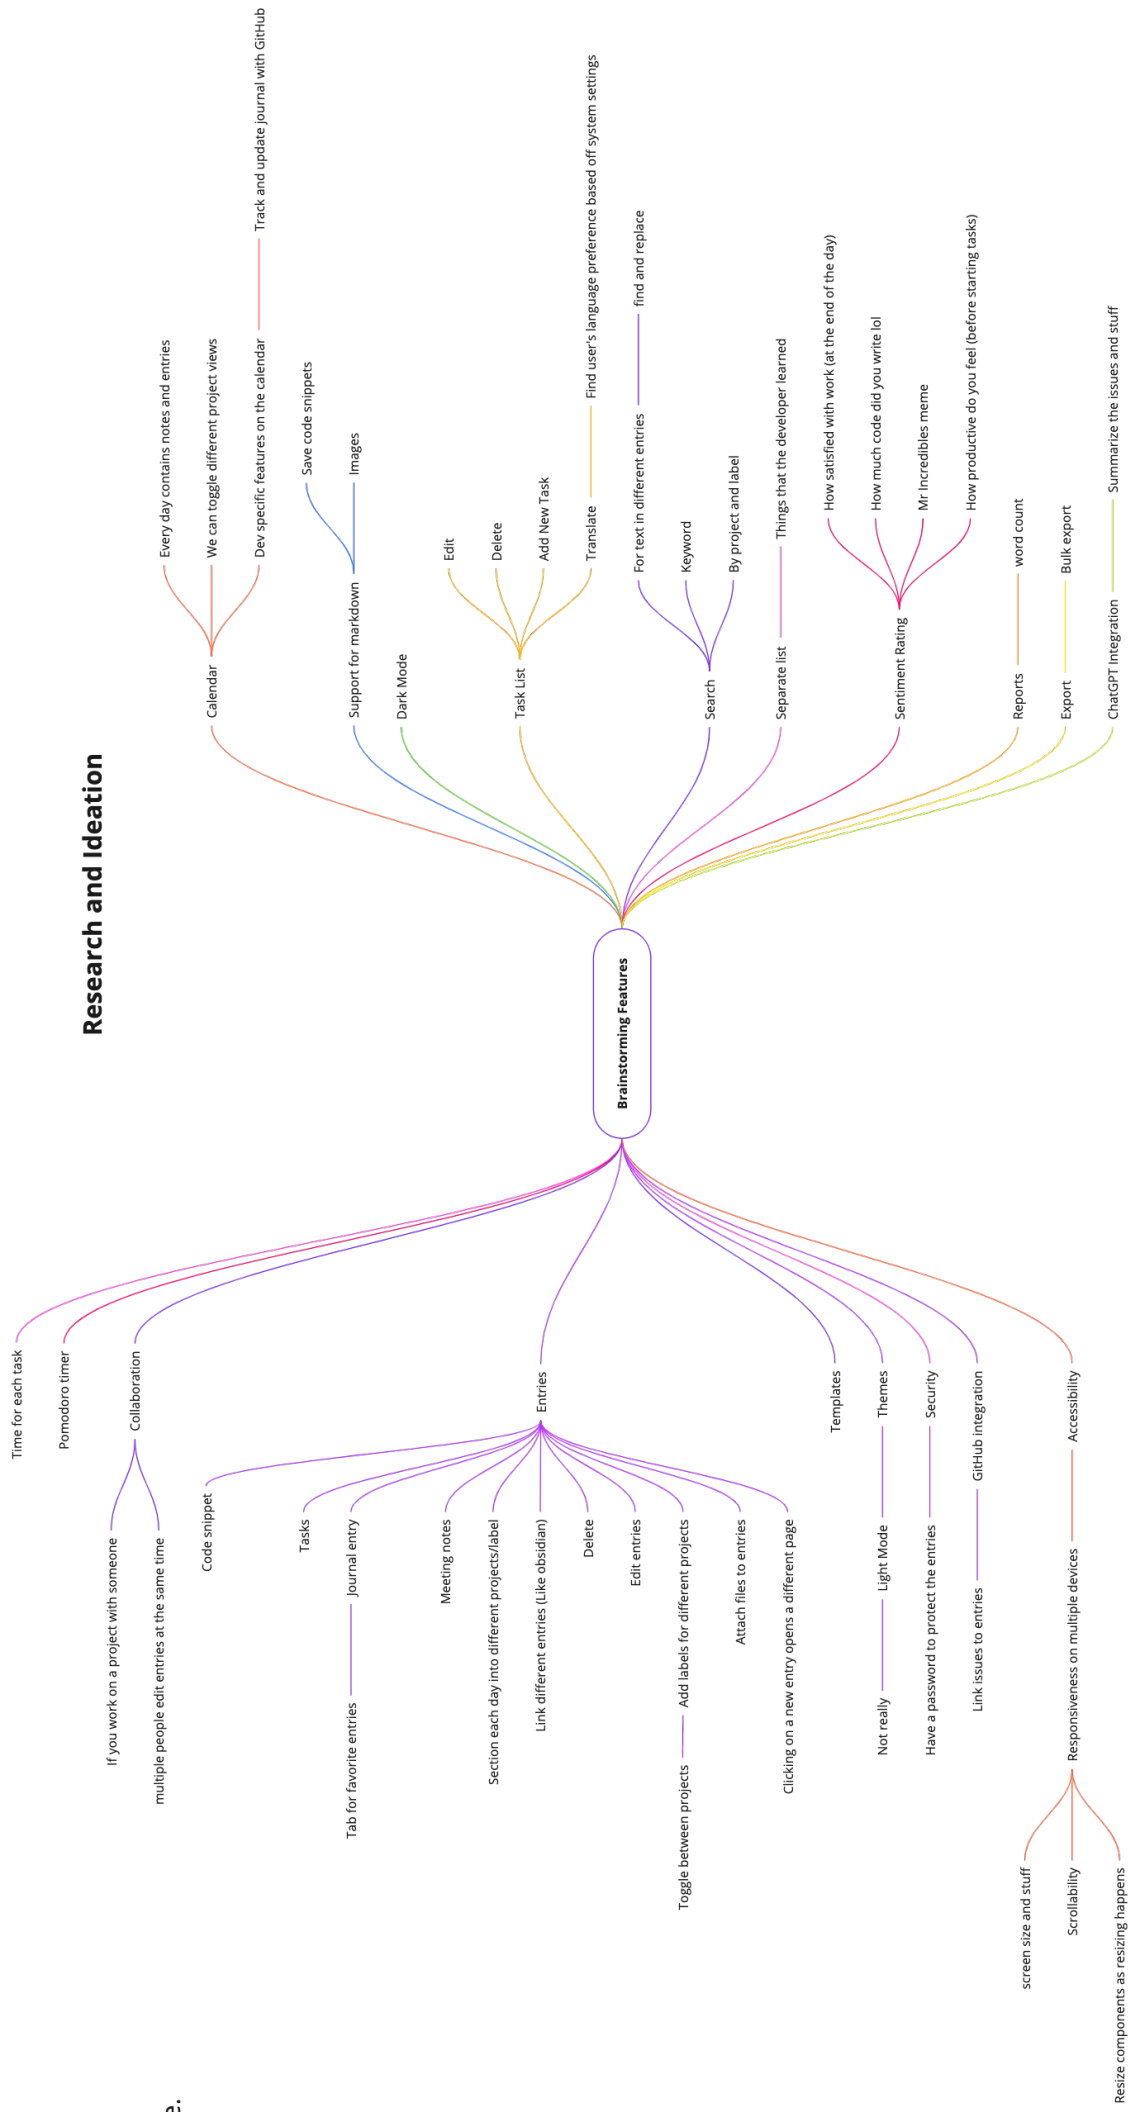 Research and Ideation
Brainstorming Features
Time for each task
Pomodoro timer
Collaboration
If you work on a project with someone
multiple people edit entries at the same time
Entries
Code snippet
Tasks
Journal entry
Tab for favorite entries
Meeting notes
Section each day into different projects/label
Link different entries (Like obsidian)
Delete
Edit entries
Add labels for different projects
Toggle between projects
Attach files to entries
Clicking on a new entry opens a different page
Templates
Themes
Light Mode
Not really
Security
Have a password to protect the entries
GitHub integration
Link issues to entries
Accessibility
Responsiveness on multiple devices
screen size and stuff
Scrollability
Resize components as resizing happens
Calendar
Every day contains notes and entries
We can toggle different project views
Dev specific features on the calendar
Track and update journal with GitHub
Support for markdown
Save code snippets
Images
Dark Mode
Task List
Edit
Delete
Add New Task
Translate
Find user's language preference based off system settings
Search
For text in different entries
find and replace
Keyword
By project and label
Separate list
Things that the developer learned
Sentiment Rating
How satisfied with work (at the end of the day)
How much code did you write lol
Mr Incredibles meme
How productive do you feel (before starting tasks)
Reports
word count
Export
Bulk export
ChatGPT Integration
Summarize the issues and stuff
e.